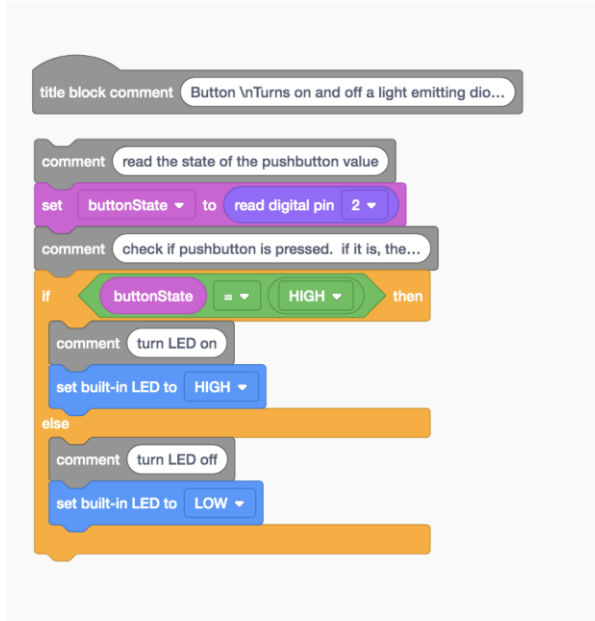 title block comment Button \nTurns on and off a light emitting dio...
comment read the state of the pushbutton value
set buttonState to read digital pin 2
comment check if pushbutton is pressed. if it is, the...
if buttonState = HIGH then
comment turn LED on
set built-in LED to HIGH
else
comment turn LED off
set built-in LED to LOW